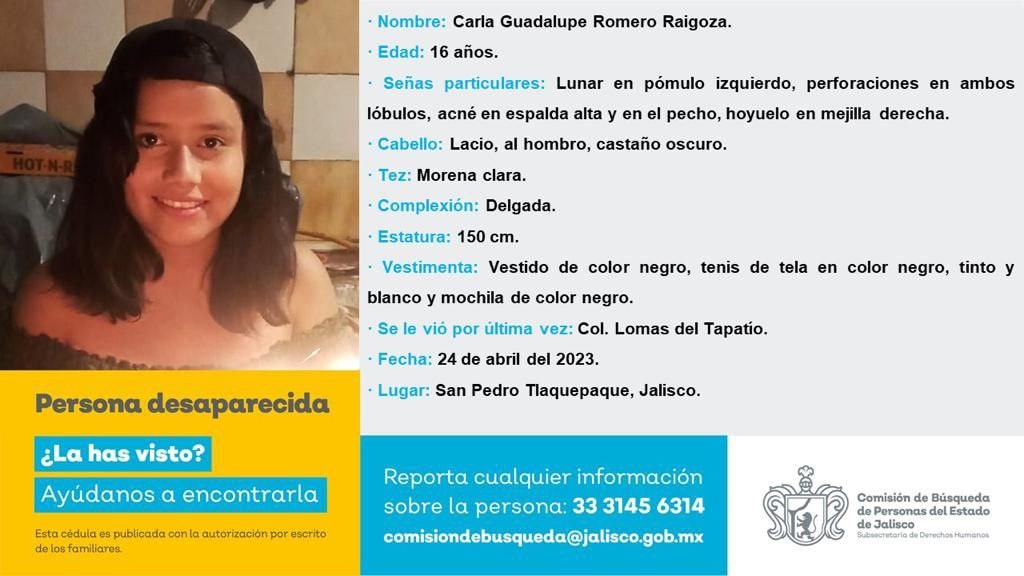 HOT-N-R
· Nombre: Carla Guadalupe Romero Raigoza.
· Edad: 16 años.
· Señas particulares: Lunar en pómulo izquierdo, perforaciones en ambos
lóbulos, acné en espalda alta y en el pecho, hoyuelo en mejilla derecha.
· Cabello: Lacio, al hombro, castaño oscuro.
· Tez: Morena clara.
· Complexión: Delgada.
· Estatura: 150 cm.
· Vestimenta: Vestido de color negro, tenis de tela en color negro, tinto y
blanco y mochila de color negro.
· Se le vió por última vez: Col. Lomas del Tapatío.
· Fecha: 24 de abril del 2023.
· Lugar: San Pedro Tlaquepaque, Jalisco.
Persona desaparecida
¿La has visto?
Ayúdanos a encontrarla
Esta cédula es publicada con la autorización por escrito
de los familiares.
Reporta cualquier información
sobre la persona: 33 3145 6314
comisiondebusqueda@jalisco.gob.mx
Comisión de Búsqueda
de Personas del Estado
de Jalisco
Subsecretaría de Derechos Humanos